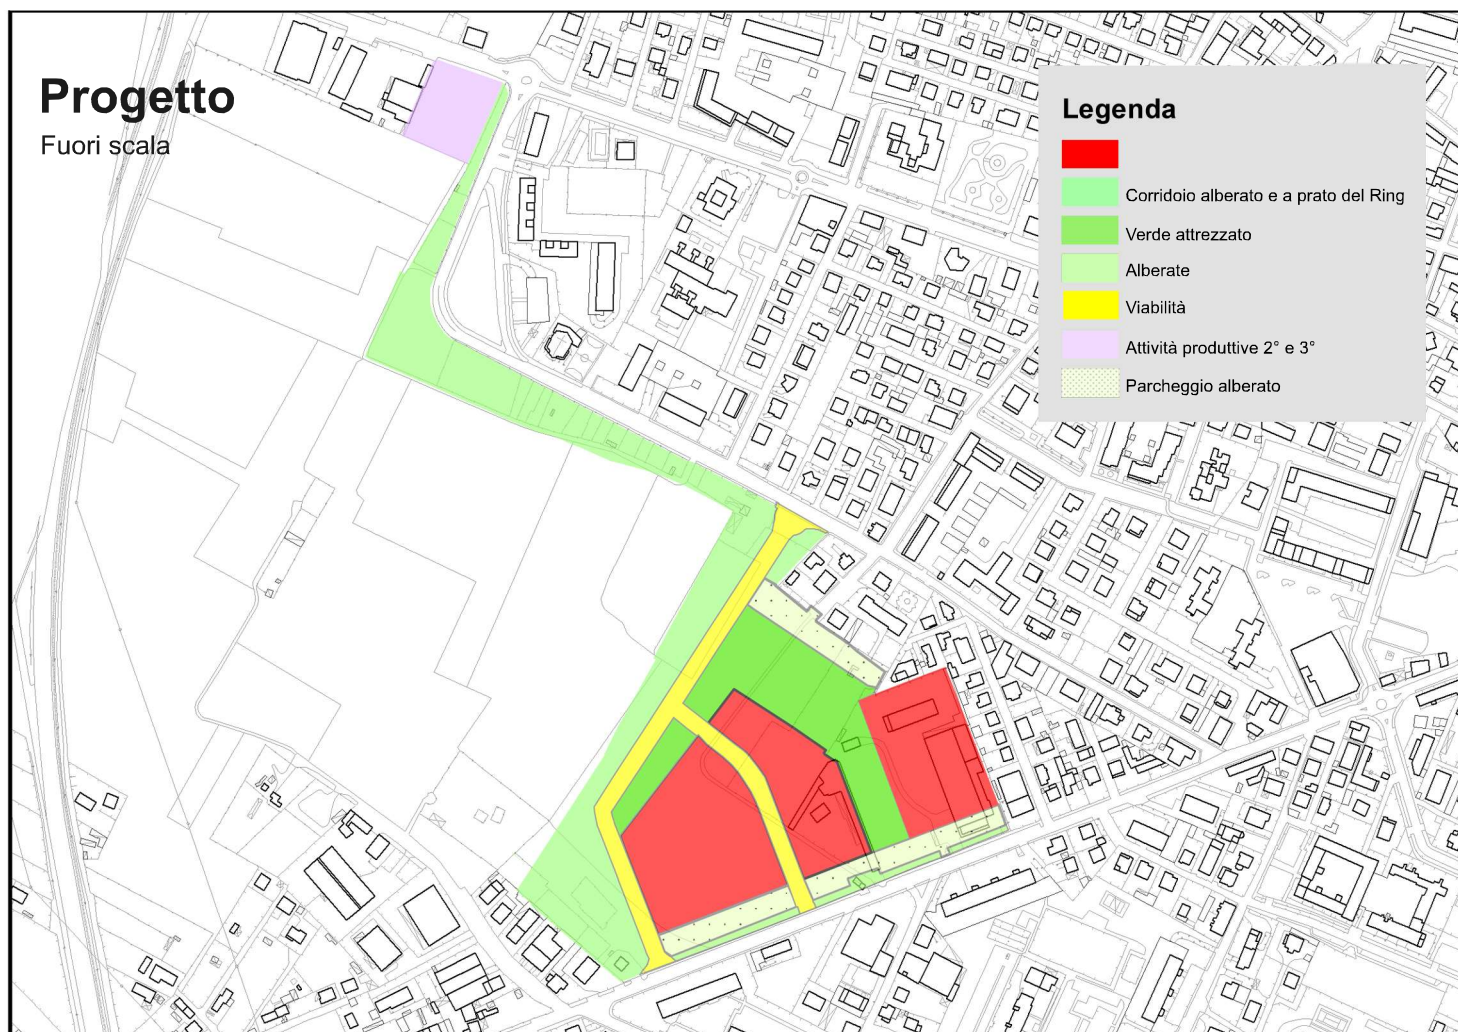 Progetto
Fuori scala
Legenda
Corridoio alberato e a prato del Ring
Verde attrezzato
Alberate
Viabilità
Attività produttive 2° e 3°
Parcheggio alberato